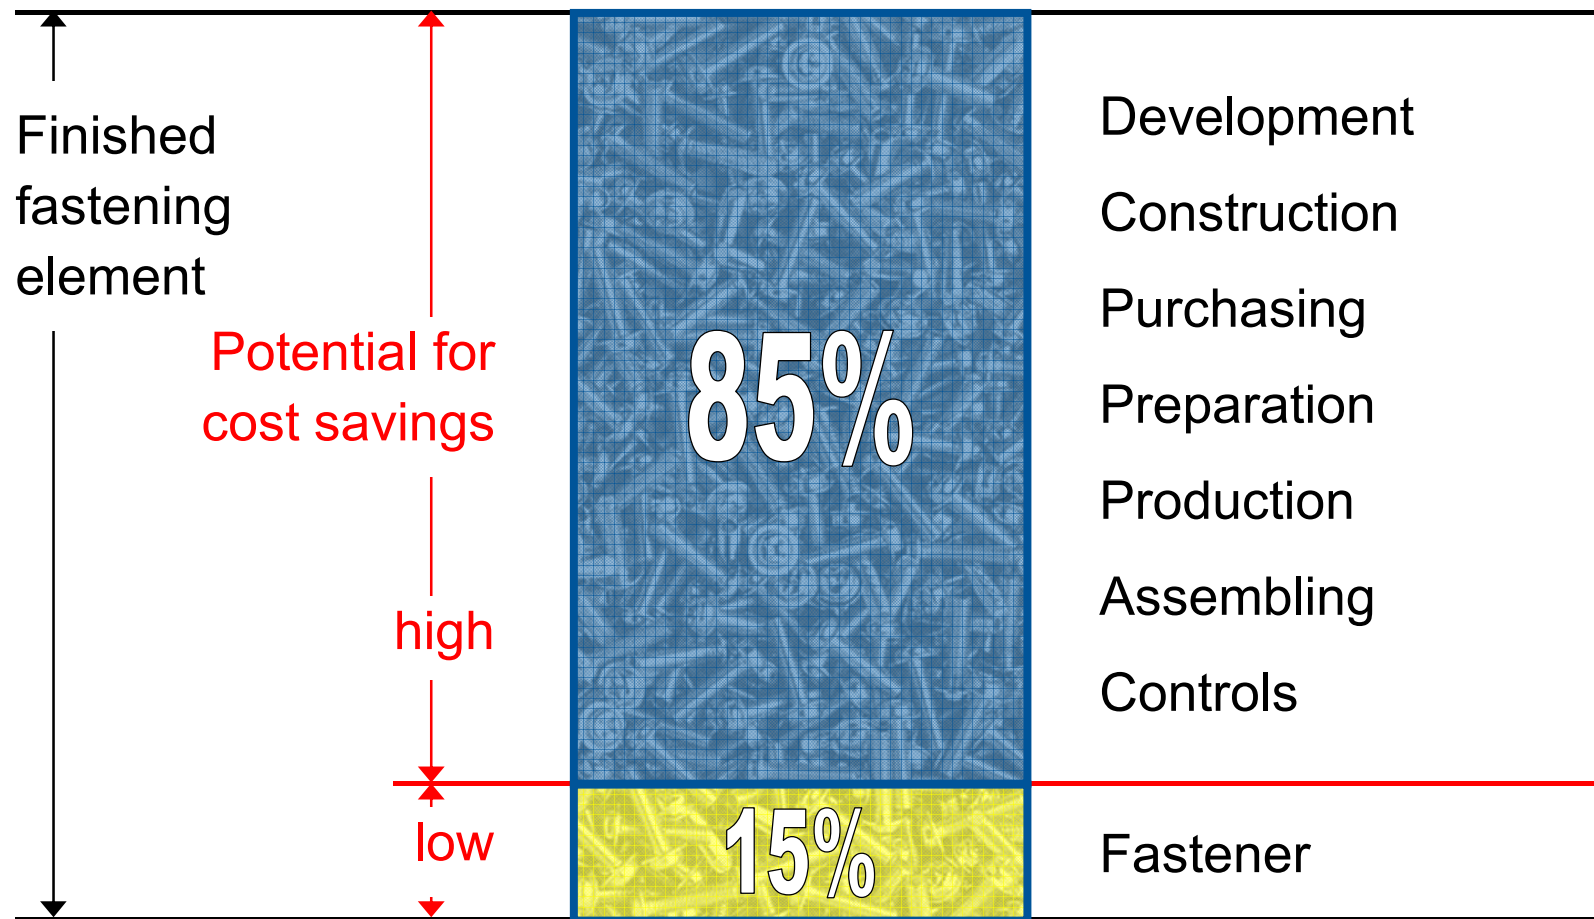 Finished
fastening
element
Potential for
cost savings
high
low
85%
15%
Development
Construction
Purchasing
Preparation
Production
Assembling
Controls
Fastener